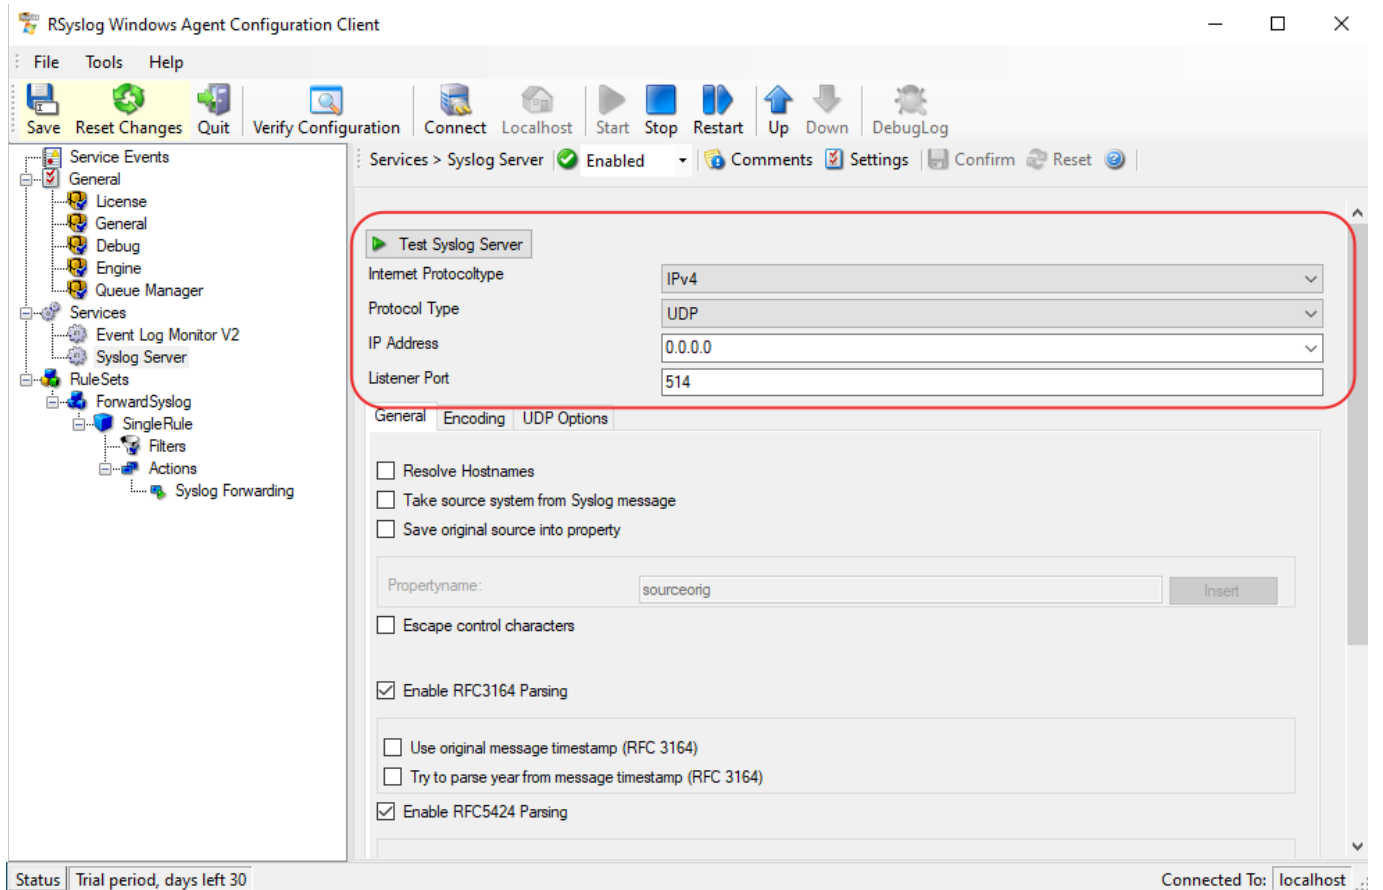 RSyslog Windows Agent Configuration Client
File Tools Help
Save Reset Changes Quit Verify Configuration Connect Localhost Start Stop Restart Up Down DebugLog
Service Events
General
License
General
Debug
Engine
Queue Manager
Services
Event Log Monitor V2
Syslog Server
RuleSets
ForwardSyslog
SingleRule
Filters
Actions
Syslog Forwarding
Services > Syslog Server Enabled Comments Settings Confirm Reset
Test Syslog Server
Internet Protocoltype IPv4
Protocol Type UDP
IP Address 0.0.0.0
Listener Port 514
General Encoding UDP Options
Resolve Hostnames
Take source system from Syslog message
Save original source into property
Propertyname: sourceorig Insert
Escape control characters
Enable RFC3164 Parsing
Use original message timestamp (RFC 3164)
Try to parse year from message timestamp (RFC 3164)
Enable RFC5424 Parsing
Status Trial period, days left 30 Connected To: localhost